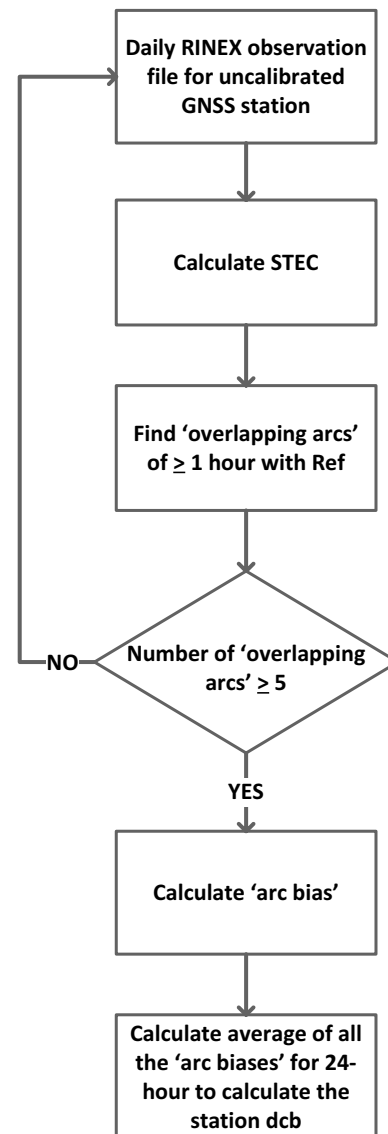 Daily RINEX observation
file for uncalibrated
GNSS station
Calculate STEC
Find ‘overlapping arcs’
of ≥ 1 hour with Ref
Number of ‘overlapping
arcs’ ≥ 5
NO
YES
Calculate ‘arc bias’
Calculate average of all
the ‘arc biases’ for 24-
hour to calculate the
station dcb